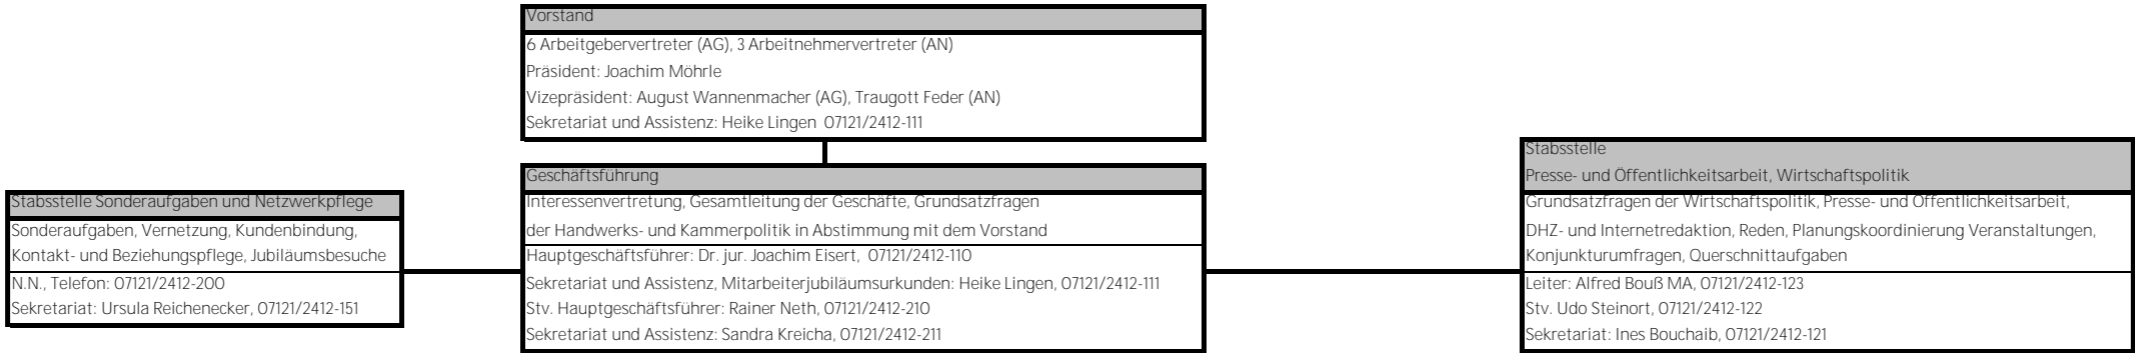 Vorstand
6 Arbeitgebervertreter (AG), 3 Arbeitnehmervertreter (AN)
Präsident: Joachim Möhrle
Vizepräsident: August Wannenmacher (AG), Traugott Feder (AN)
Sekretariat und Assistenz: Heike Lingen 07121/2412-111
Geschäftsführung
Interessenvertretung, Gesamtleitung der Geschäfte, Grundsatzfragen
der Handwerks- und Kammerpolitik in Abstimmung mit dem Vorstand
Hauptgeschäftsführer: Dr. jur. Joachim Eisert, 07121/2412-110
Sekretariat und Assistenz, Mitarbeiterjubiläumsurkunden: Heike Lingen, 07121/2412-111
Stv. Hauptgeschäftsführer: Rainer Neth, 07121/2412-210
Sekretariat und Assistenz: Sandra Kreicha, 07121/2412-211
Stabsstelle Sonderaufgaben und Netzwerkpflege
Sonderaufgaben, Vernetzung, Kundenbindung,
Kontakt- und Beziehungspflege, Jubiläumsbesuche
N.N., Telefon: 07121/2412-200
Sekretariat: Ursula Reichenecker, 07121/2412-151
Stabsstelle
Presse- und Öffentlichkeitsarbeit, Wirtschaftspolitik
Grundsatzfragen der Wirtschaftspolitik, Presse- und Öffentlichkeitsarbeit,
DHZ- und Internetredaktion, Reden, Planungskoordinierung Veranstaltungen,
Konjunkturumfragen, Querschnittaufgaben
Leiter: Alfred Bouß MA, 07121/2412-123
Stv. Udo Steinort, 07121/2412-122
Sekretariat: Ines Bouchaib, 07121/2412-121